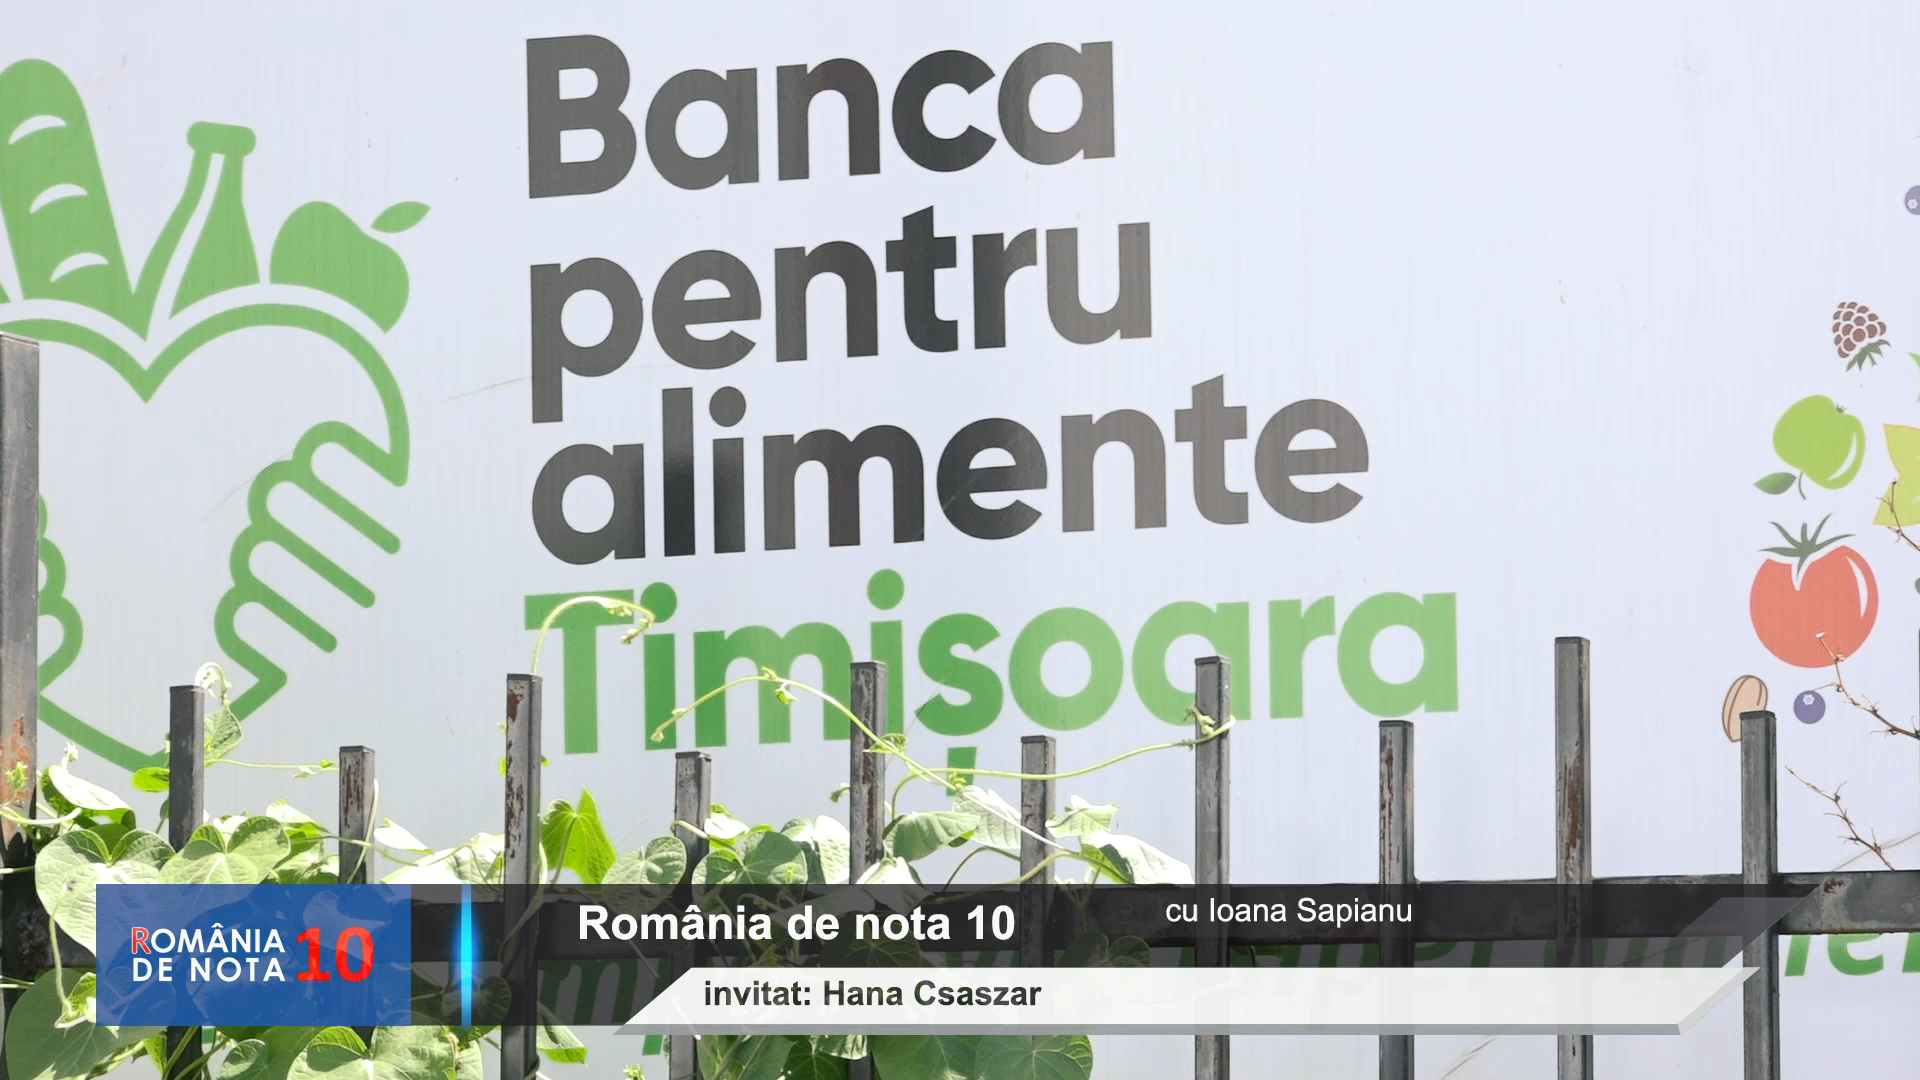 Banca
pentru
alimente
Timișoara
România de nota 10
cu Ioana Sapianu
ROMÂNIA
DE NOTA 10
invitat: Hana Csaszar